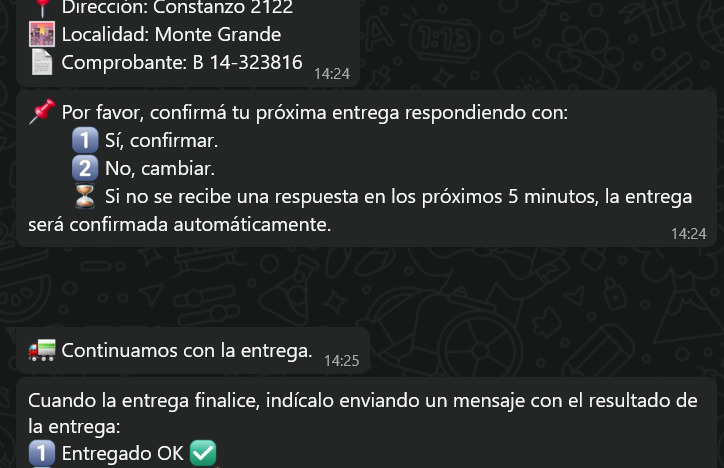 📍 Dirección: Constanzo 2122
🌇 Localidad: Monte Grande
📄 Comprobante: B 14-323816
14:24
📌 Por favor, confirmá tu próxima entrega respondiendo con:
1️⃣ Sí, confirmar.
2️⃣ No, cambiar.
⏳ Si no se recibe una respuesta en los próximos 5 minutos, la entrega
será confirmada automáticamente.
14:24
🚛 Continuamos con la entrega.
14:25
Cuando la entrega finalice, indícalo enviando un mensaje con el resultado de
la entrega:
1️⃣ Entregado OK ✅